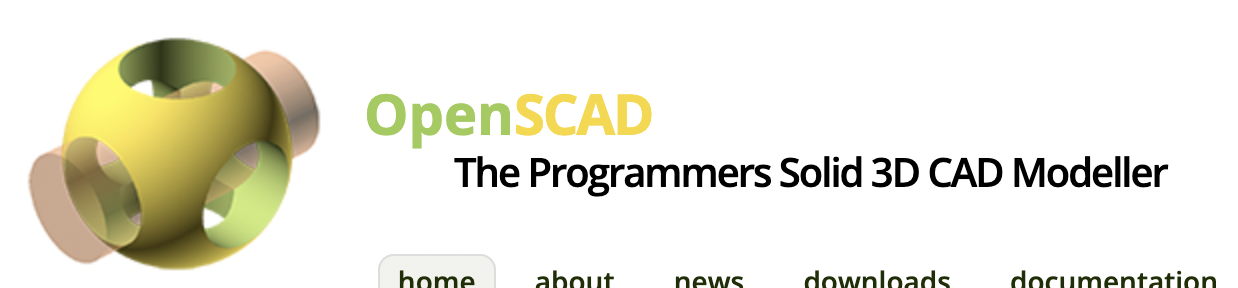 OpenSCAD
The Programmers Solid 3D CAD Modeller
home about news downloads documentation